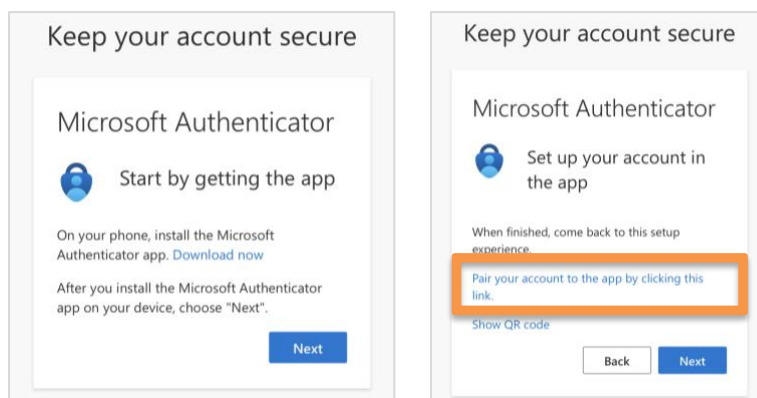 Keep your account secure
Microsoft Authenticator
Start by getting the app
On your phone, install the Microsoft
Authenticator app. Download now
After you install the Microsoft Authenticator
app on your device, choose "Next".
Next
Keep your account secure
Microsoft Authenticator
Set up your account in
the app
When finished, come back to this setup
experience.
Pair your account to the app by clicking this
link.
Show QR code
Back
Next